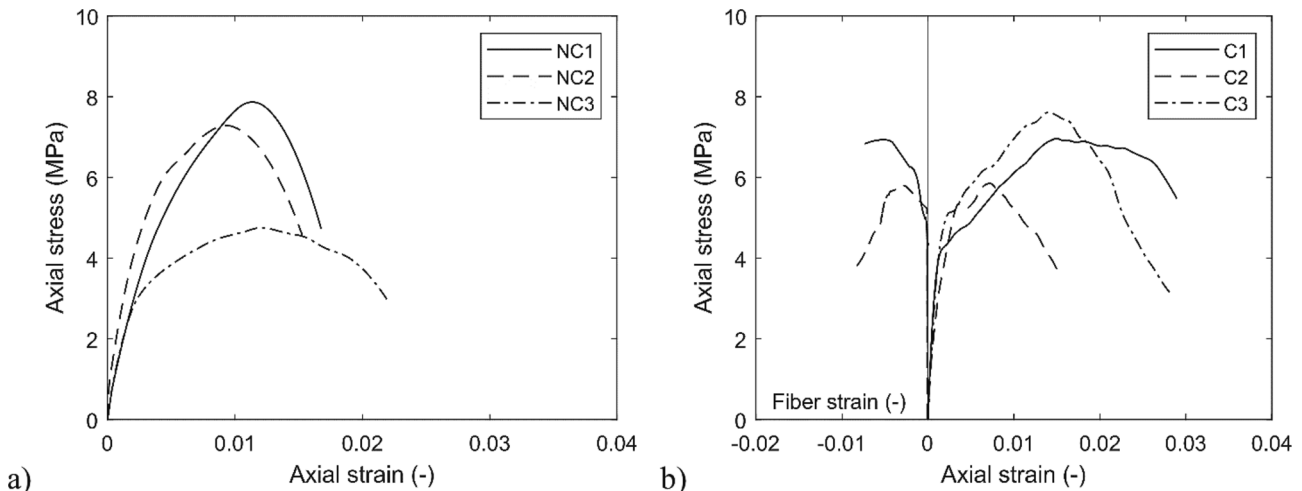 10
8
6
4
2
0
Axial stress (MPa)
NC1
NC2
NC3
0 0.01 0.02 0.03 0.04
Axial strain (-)
a)
10
8
6
4
2
0
Axial stress (MPa)
C1
C2
C3
Fiber strain (-)
-0.02 -0.01 0 0.01 0.02 0.03 0.04
Axial strain (-)
b)